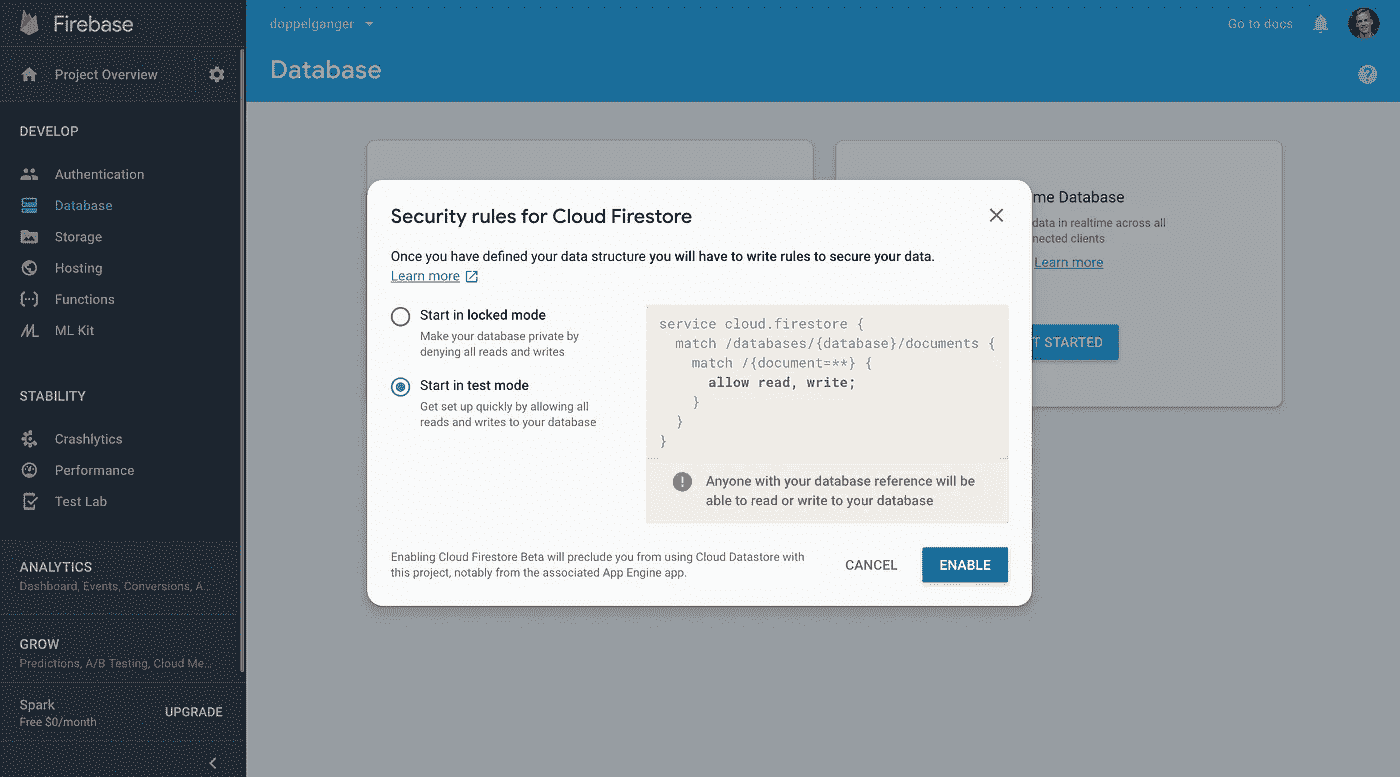 Firebase
Project Overview
DEVELOP
Authentication
Database
Storage
Hosting
Functions
ML Kit
STABILITY
Crashlytics
Performance
Test Lab
ANALYTICS
Dashboard, Events, Conversions, A...
GROW
Predictions, A/B Testing, Cloud Me...
Spark
Free $0/month
UPGRADE
doppelganger
Go to docs
Database
me Database
data in realtime across all
nected clients
Learn more
T STARTED
Security rules for Cloud Firestore
Once you have defined your data structure you will have to write rules to secure your data.
Learn more
Start in locked mode
Make your database private by
denying all reads and writes
Start in test mode
Get set up quickly by allowing all
reads and writes to your database
service cloud.firestore {
match /databases/{database}/documents {
match /{document=**} {
allow read, write;
}
}
}
Anyone with your database reference will be
able to read or write to your database
Enabling Cloud Firestore Beta will preclude you from using Cloud Datastore with
this project, notably from the associated App Engine app.
CANCEL
ENABLE